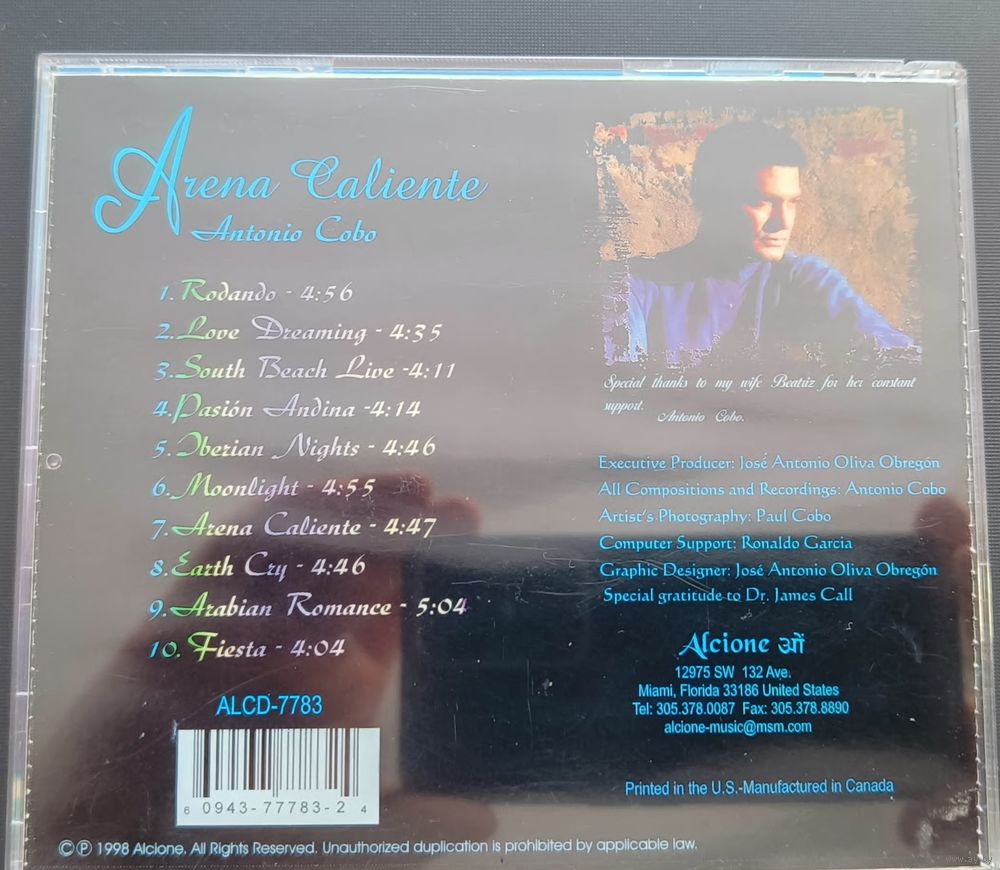 Arena Caliente
Antonio Cobo
1. Rodando - 4:56
2. Love Dreaming - 4:35
3. South Beach Live -4:11
4. Pasión Andina -4:14
5. Iberian Nights - 4:46
6. Moonlight - 4:55
7. Arena Caliente - 4:47
8. Earth Cry - 4:46
9. Arabian Romance - 5:04
10. Fiesta - 4:04
ALCD-7783
6 0943-77783-2 4
Special thanks to my wife Beatriz for her constant
support.
Antonio Cobo.
Executive Producer: José Antonio Oliva Obregón
All Compositions and Recordings: Antonio Cobo
Artist's Photography: Paul Cobo
Computer Support: Ronaldo Garcia
Graphic Designer: José Antonio Oliva Obregón
Special gratitude to Dr. James Call
Alcione ओं
12975 SW 132 Ave.
Miami, Florida 33186 United States
Tel: 305.378.0087 Fax: 305.378.8890
alcione-music@msm.com
Printed in the U.S.-Manufactured in Canada
© ℗ 1998 Alcione. All Rights Reserved. Unauthorized duplication is prohibited by applicable law.